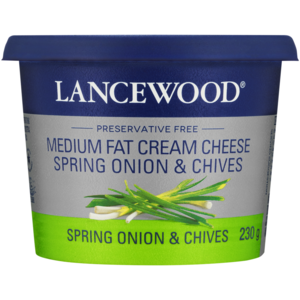 LANCEWOOD®
PRESERVATIVE FREE
MEDIUM FAT CREAM CHEESE
SPRING ONION & CHIVES
SPRING ONION & CHIVES 230 g